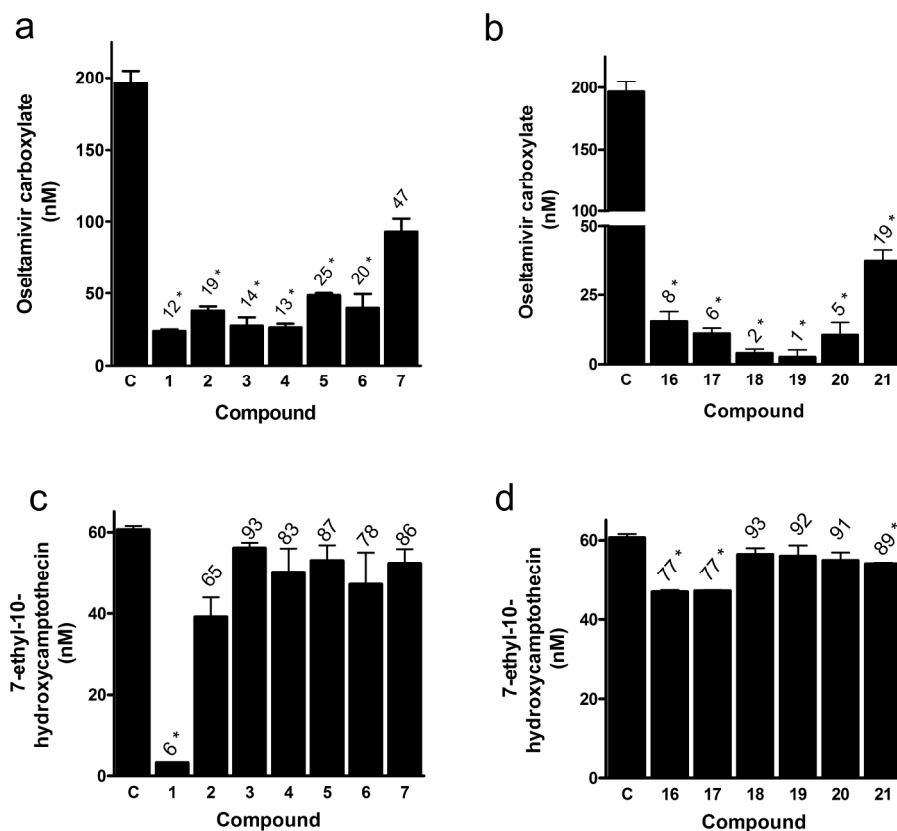 a
Oseltamivir carboxylate
(nM)
200
150
100
50
0
12 *
19 *
14 *
13 *
25 *
20 *
47
C 1 2 3 4 5 6 7
Compound
b
Oseltamivir carboxylate
(nM)
200
150
100
50
25
0
8 *
6 *
2 *
1 *
5 *
19 *
C 16 17 18 19 20 21
Compound
c
7-ethyl-10-
hydroxycamptothecin
(nM)
60
40
20
0
6 *
65
93
83
87
78
86
C 1 2 3 4 5 6 7
Compound
d
7-ethyl-10-
hydroxycamptothecin
(nM)
60
40
20
0
77 *
77 *
93
92
91
89 *
C 16 17 18 19 20 21
Compound